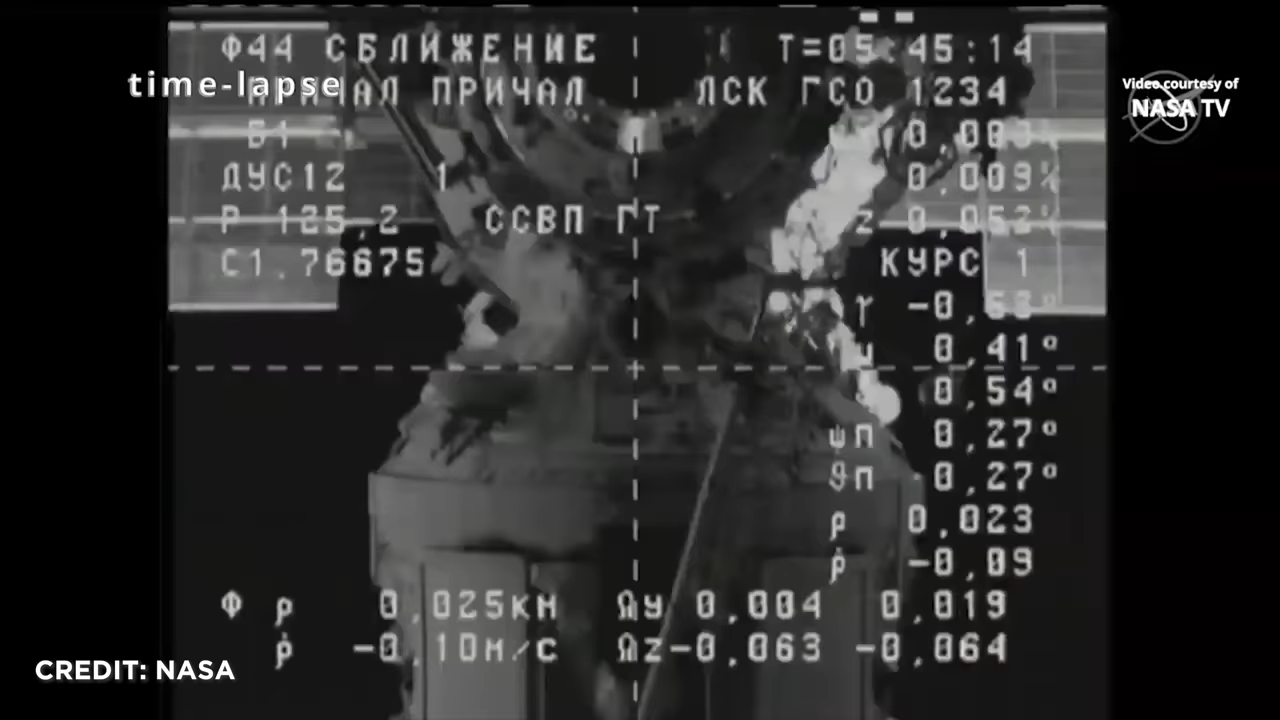 Ф44 СБЛИЖЕНИЕ T=05:45:14
time-lapse
ПРИЧАЛ ЛСК ГСО 1234
Video courtesy of
NASA TV
Б1
ДУС12 1 0,009%
Р 125,2 ССВП ГТ z 0,052%
С1,76675 КУРС 1
γ -0,68°
0,41°
0,54°
ψп 0,27°
ϑп 0,27°
ρ 0,023
ρ̇ -0,09
Ф ρ 0,025км Ωy 0,004 0,019
ρ̇ -0,10м/с Ωz-0,063 -0,064
CREDIT: NASA